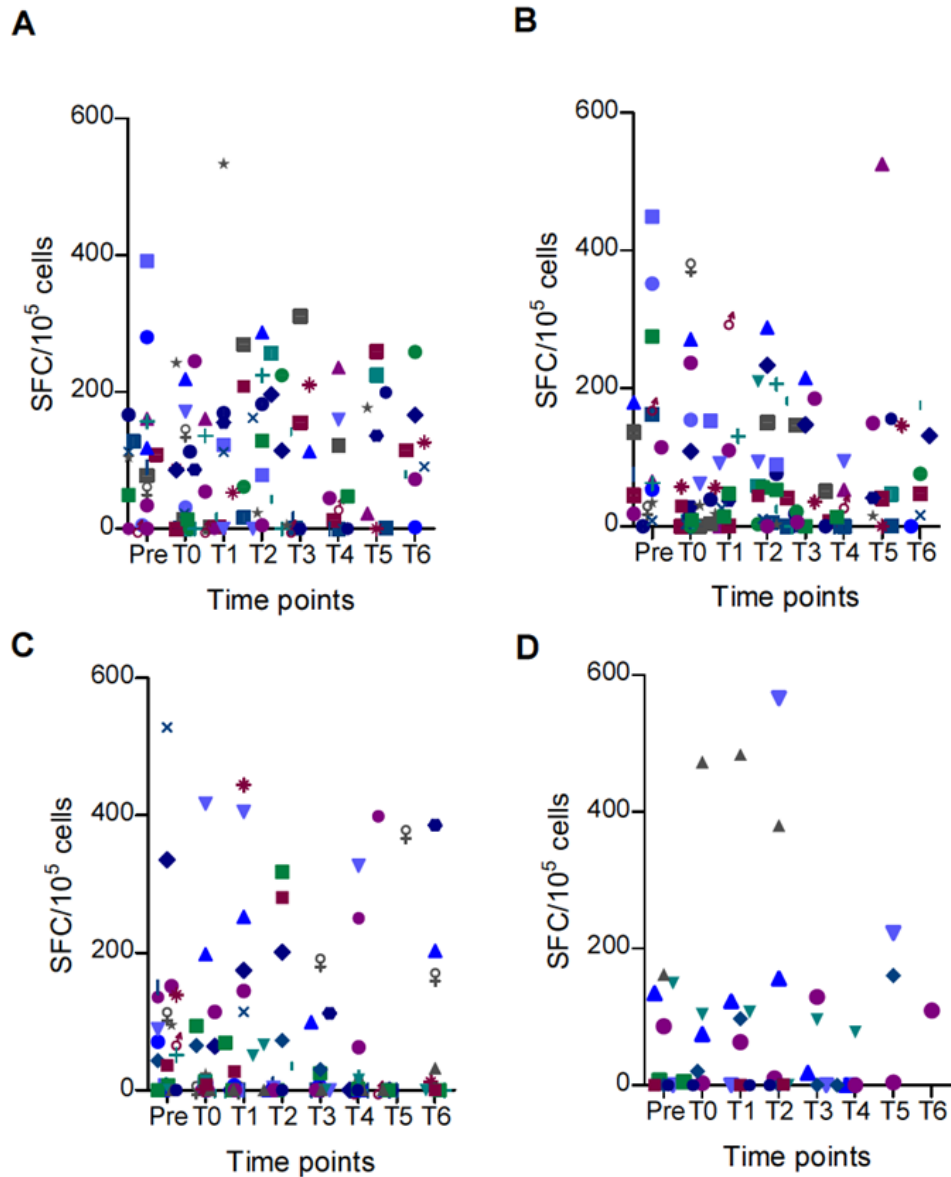 A
600
400
200
0
SFC/10⁵ cells
Pre T0 T1 T2 T3 T4 T5 T6
Time points
B
600
400
200
0
SFC/10⁵ cells
Pre T0 T1 T2 T3 T4 T5 T6
Time points
C
600
400
200
0
SFC/10⁵ cells
Pre T0 T1 T2 T3 T4 T5 T6
Time points
D
600
400
200
0
SFC/10⁵ cells
Pre T0 T1 T2 T3 T4 T5 T6
Time points